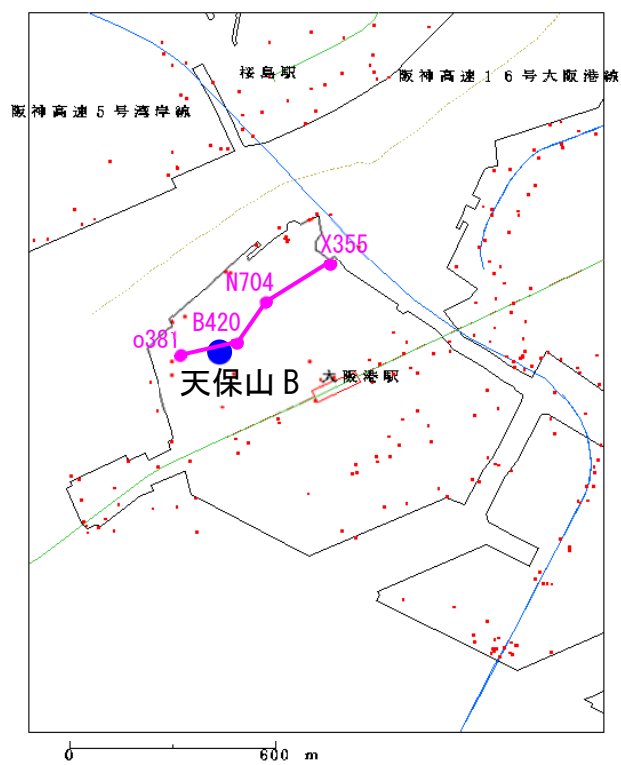 桜島駅
阪神高速16号大阪港線
阪神高速5号湾岸線
X355
N704
B420
o381
大阪港駅
天保山B
0 600 m